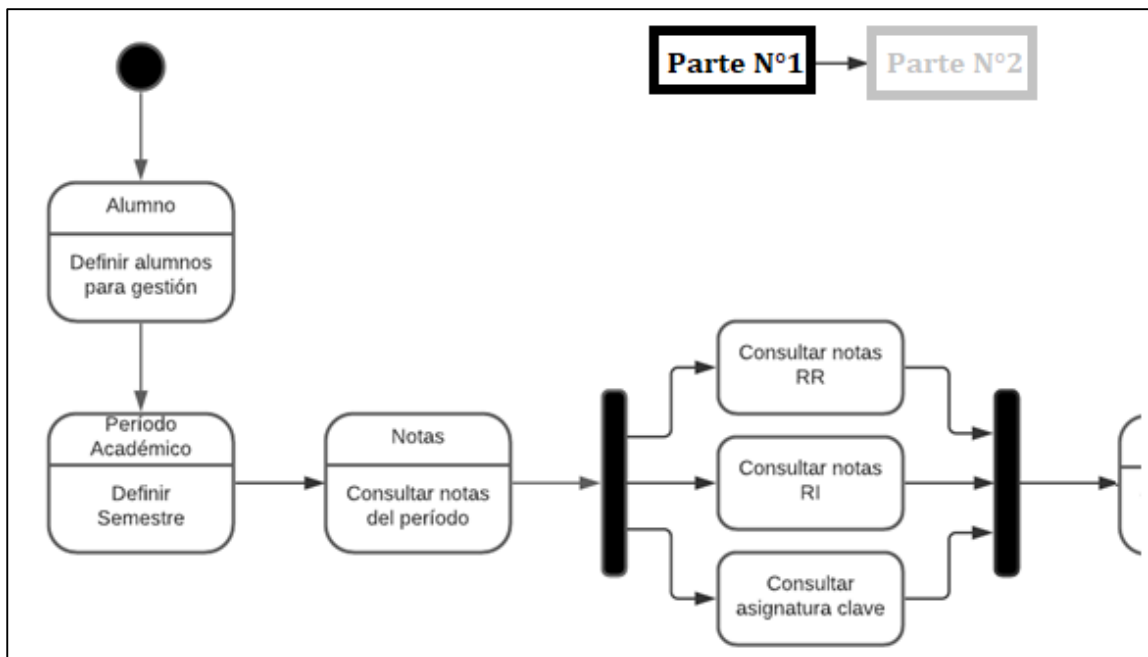 Parte N°1
Parte N°2
Alumno
Definir alumnos
para gestión
Período
Académico
Definir
Semestre
Notas
Consultar notas
del período
Consultar notas
RR
Consultar notas
RI
Consultar
asignatura clave